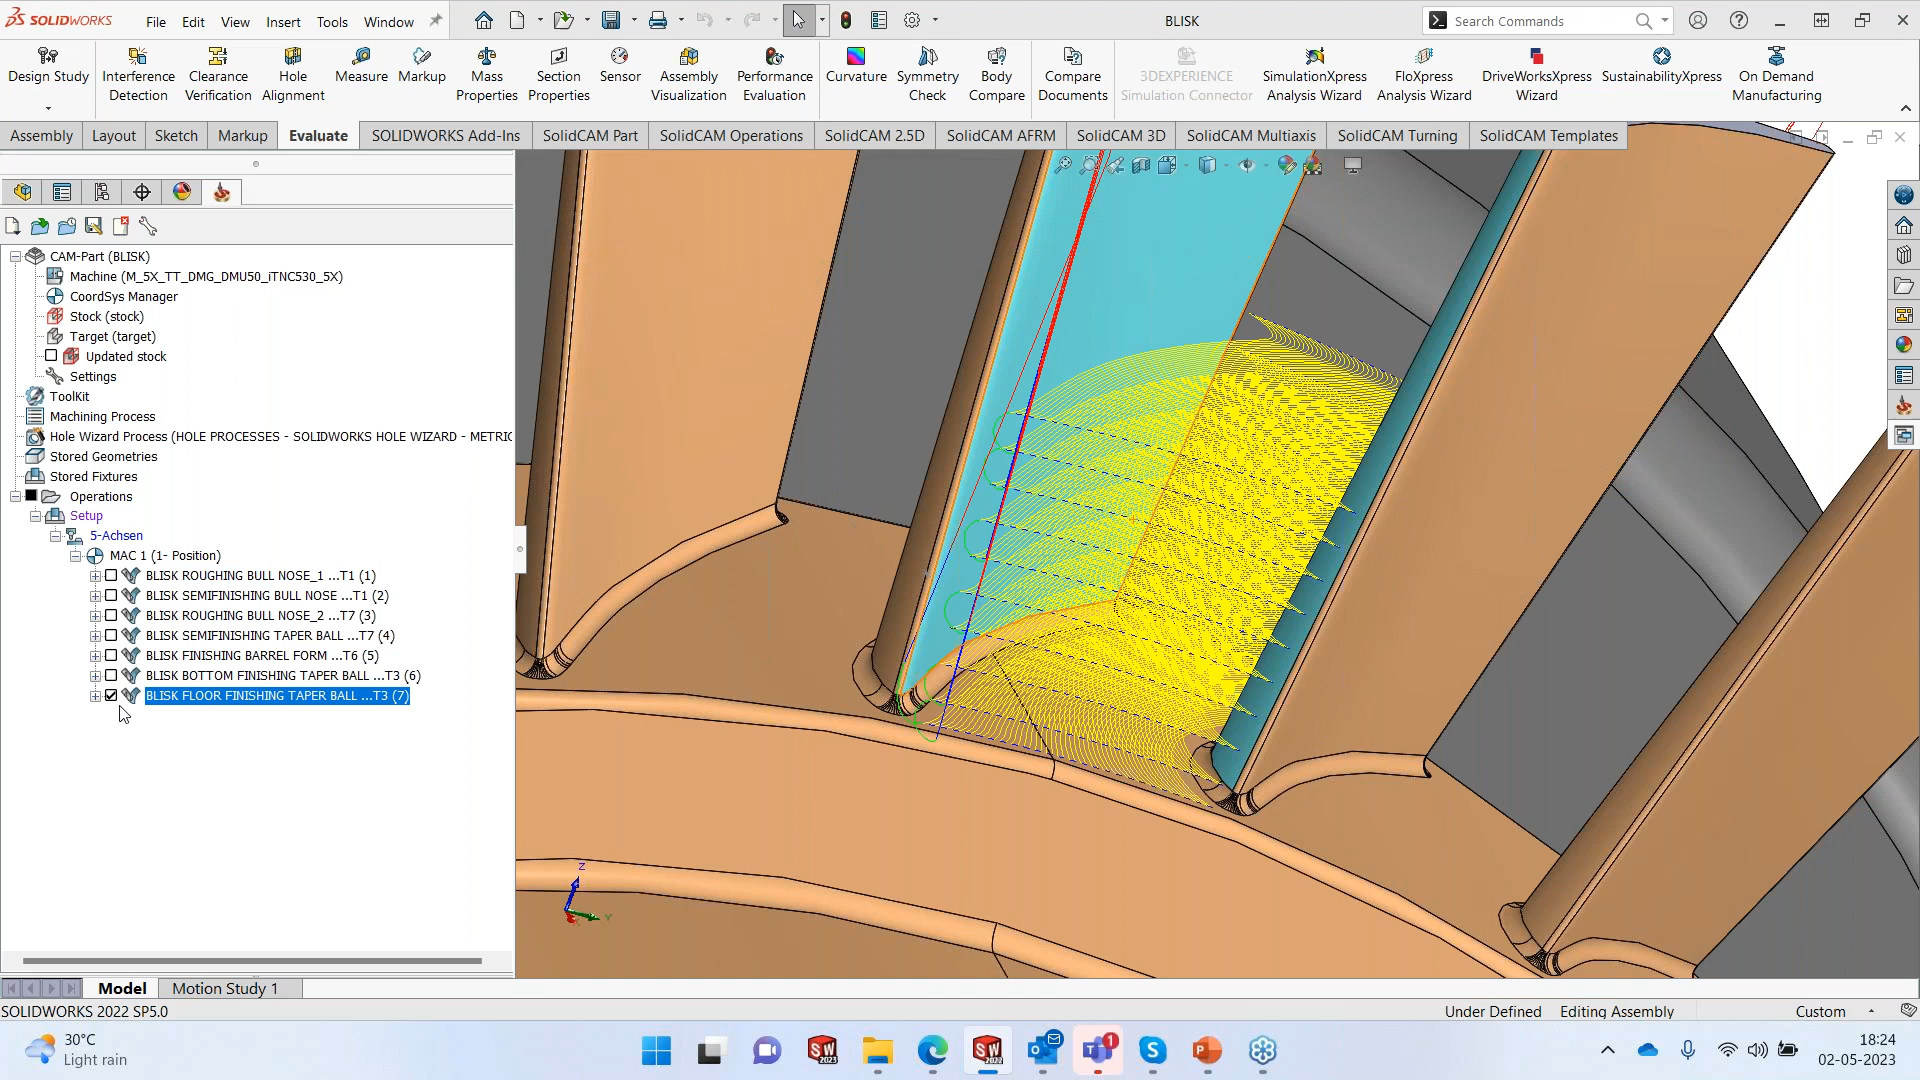 SOLIDWORKS File Edit View Insert Tools Window BLISK Search Commands
Design Study
Interference Detection
Clearance Verification
Hole Alignment
Measure
Markup
Mass Properties
Section Properties
Sensor
Assembly Visualization
Performance Evaluation
Curvature
Symmetry Check
Body Compare
Compare Documents
3DEXPERIENCE Simulation Connector
SimulationXpress Analysis Wizard
FloXpress Analysis Wizard
DriveWorksXpress Wizard
SustainabilityXpress
On Demand Manufacturing
Assembly Layout Sketch Markup Evaluate SOLIDWORKS Add-Ins SolidCAM Part SolidCAM Operations SolidCAM 2.5D SolidCAM AFRM SolidCAM 3D SolidCAM Multiaxis SolidCAM Turning SolidCAM Templates
CAM-Part (BLISK)
Machine (M_5X_TT_DMG_DMU50_iTNC530_5X)
CoordSys Manager
Stock (stock)
Target (target)
Updated stock
Settings
ToolKit
Machining Process
Hole Wizard Process (HOLE PROCESSES - SOLIDWORKS HOLE WIZARD - METRIC
Stored Geometries
Stored Fixtures
Operations
Setup
5-Achsen
MAC 1 (1- Position)
BLISK ROUGHING BULL NOSE_1 ...T1 (1)
BLISK SEMIFINISHING BULL NOSE ...T1 (2)
BLISK ROUGHING BULL NOSE_2 ...T7 (3)
BLISK SEMIFINISHING TAPER BALL ...T7 (4)
BLISK FINISHING BARREL FORM ...T6 (5)
BLISK BOTTOM FINISHING TAPER BALL ...T3 (6)
BLISK FLOOR FINISHING TAPER BALL ...T3 (7)
Z
Y
Model Motion Study 1
SOLIDWORKS 2022 SP5.0 Under Defined Editing Assembly Custom
30°C
Light rain
SW
2023
SW
2022
1
18:24
02-05-2023